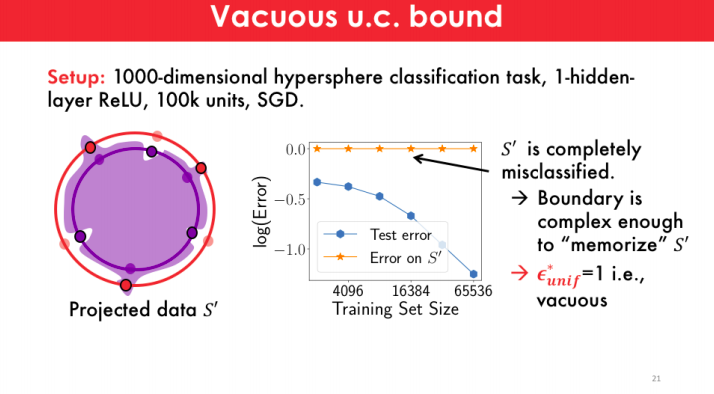 Vacuous u.c. bound
Setup: 1000-dimensional hypersphere classification task, 1-hidden-
layer ReLU, 100k units, SGD.
Projected data S′
log(Error)
0.0
−0.5
−1.0
Test error
Error on S′
4096 16384 65536
Training Set Size
S′ is completely
misclassified.
→ Boundary is
complex enough
to “memorize” S′
→ ϵ*unif=1 i.e.,
vacuous
21